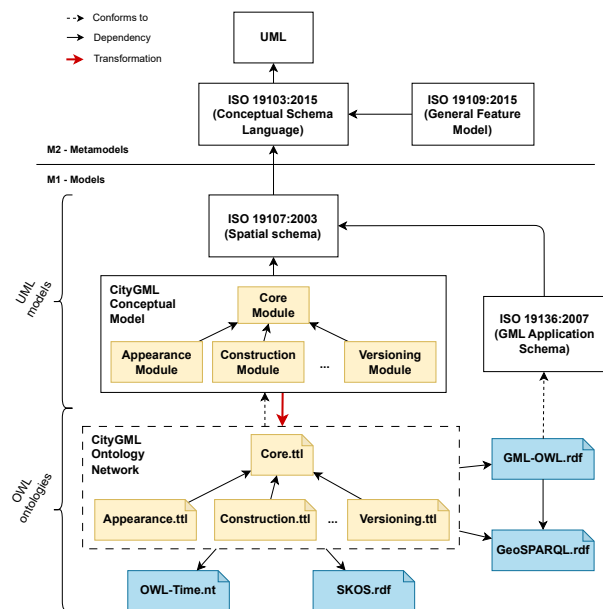 Conforms to
Dependency
Transformation
UML
ISO 19103:2015
(Conceptual Schema
Language)
ISO 19109:2015
(General Feature
Model)
M2 - Metamodels
M1 - Models
ISO 19107:2003
(Spatial schema)
UML
models
CityGML
Conceptual
Model
Core
Module
Appearance
Module
Construction
Module
...
Versioning
Module
ISO 19136:2007
(GML Application
Schema)
OWL
ontologies
CityGML
Ontology
Network
Core.ttl
Appearance.ttl
Construction.ttl
...
Versioning.ttl
GML-OWL.rdf
GeoSPARQL.rdf
OWL-Time.nt
SKOS.rdf